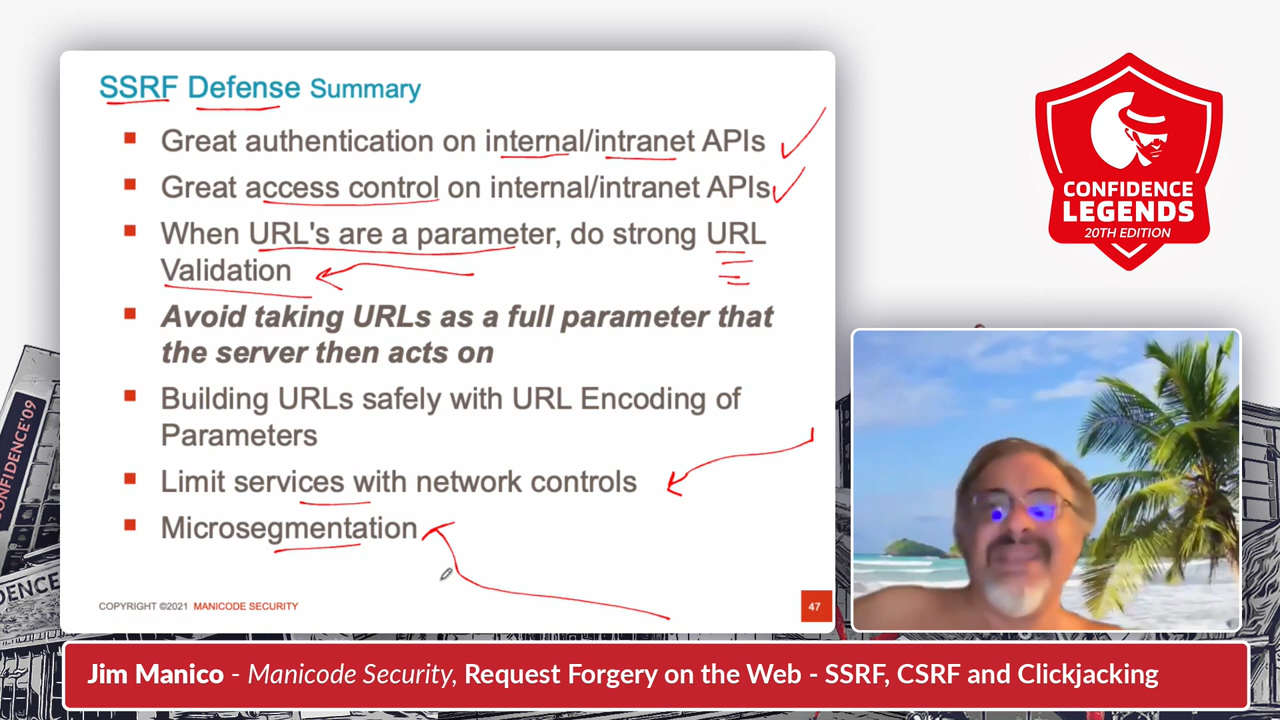 SSRF Defense Summary
Great authentication on internal/intranet APIs
Great access control on internal/intranet APIs
When URL's are a parameter, do strong URL
Validation
Avoid taking URLs as a full parameter that
the server then acts on
Building URLs safely with URL Encoding of
Parameters
Limit services with network controls
Microsegmentation
COPYRIGHT ©2021 MANICODE SECURITY
47
CONFIDENCE
LEGENDS
20TH EDITION
CONFIDENCE'09
DENCE
Jim Manico - Manicode Security, Request Forgery on the Web - SSRF, CSRF and Clickjacking